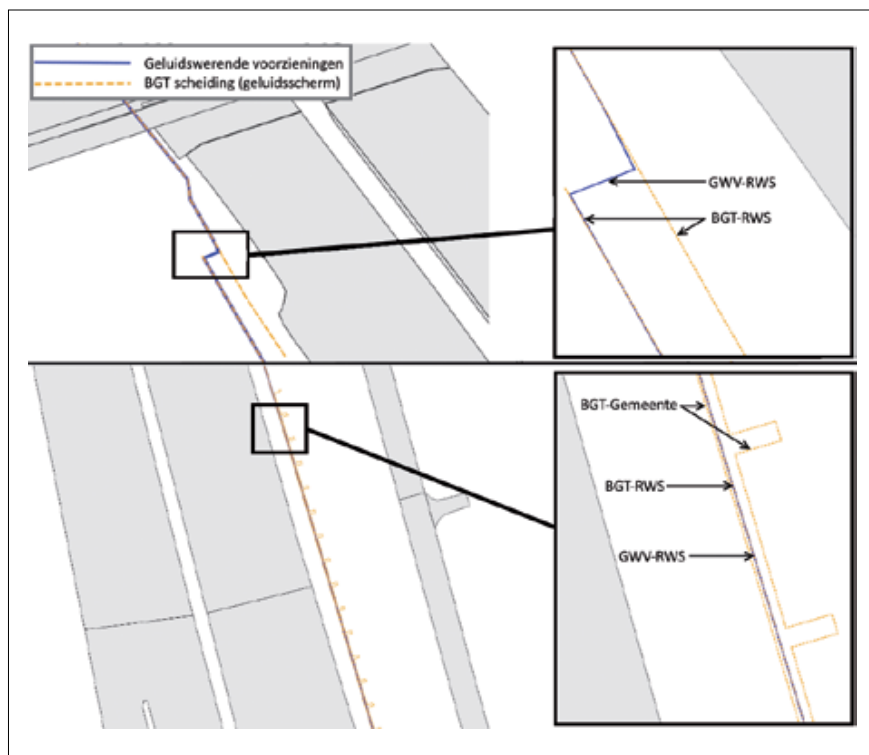 Geluidswerende voorzieningen
BGT scheiding (geluidsscherm)
GWV-RWS
BGT-RWS
BGT-Gemeente
BGT-RWS
GWV-RWS